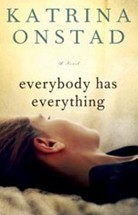 KATRINA
ONSTAD
A Novel
everybody has
everything